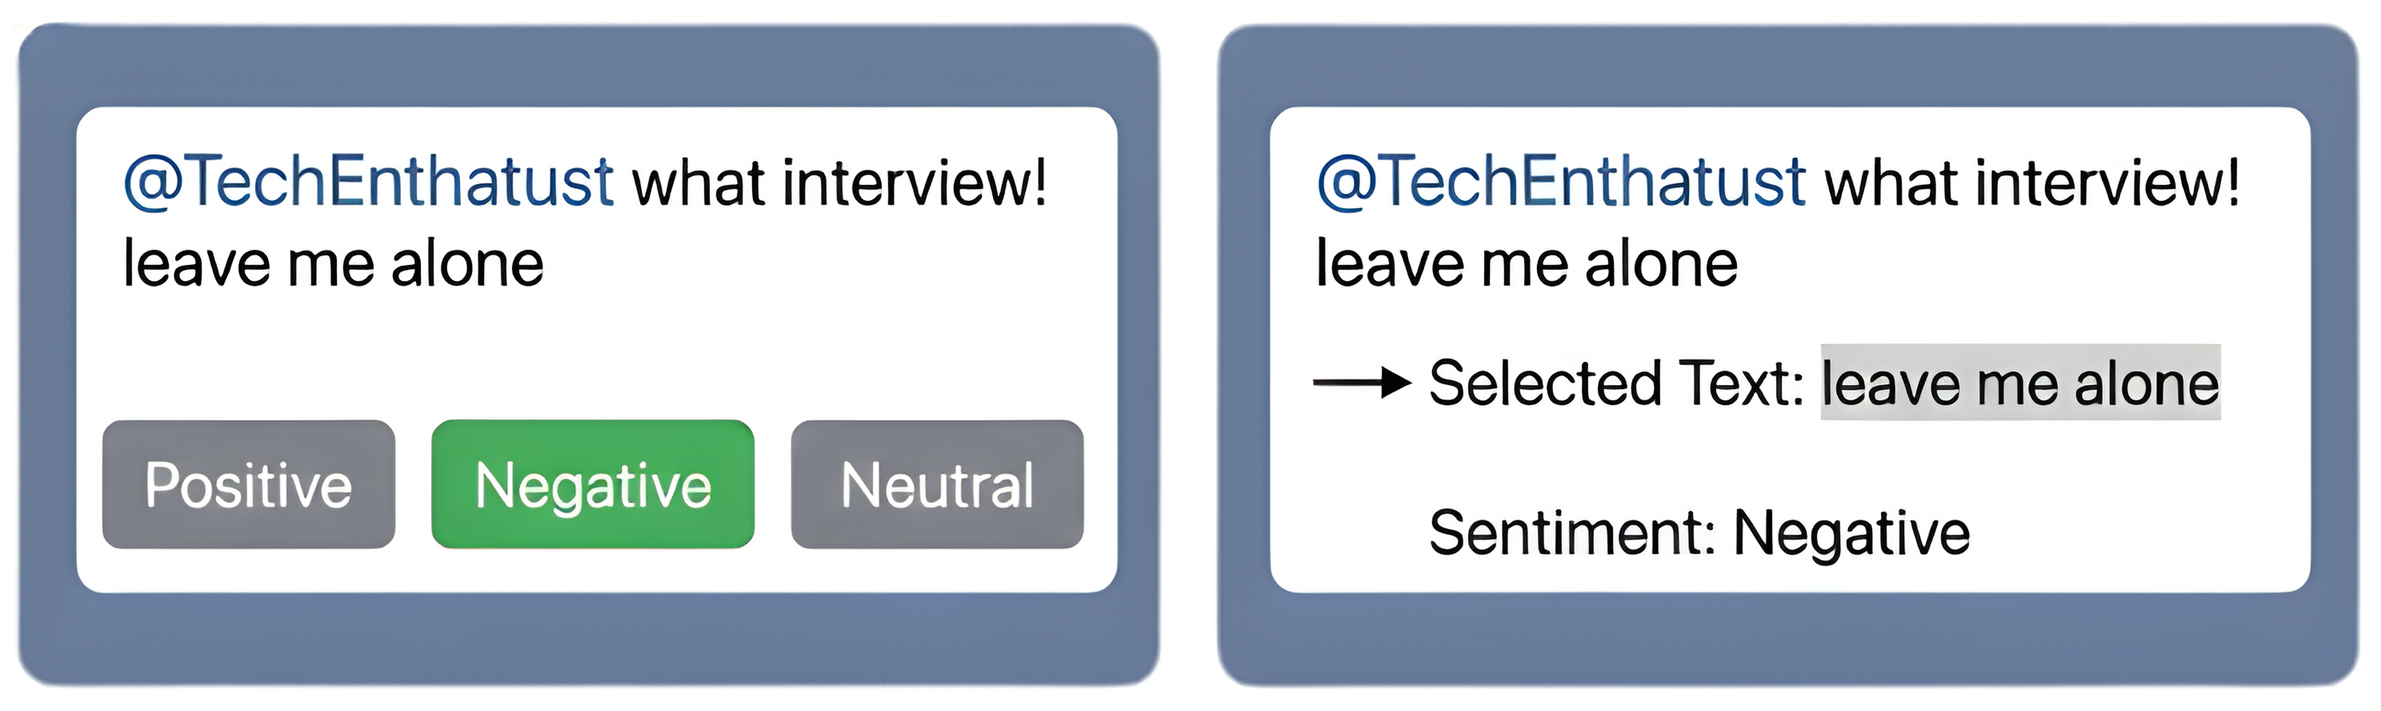 @TechEnthatust what interview!
leave me alone
Positive
Negative
Neutral
@TechEnthatust what interview!
leave me alone
Selected Text: leave me alone
Sentiment: Negative